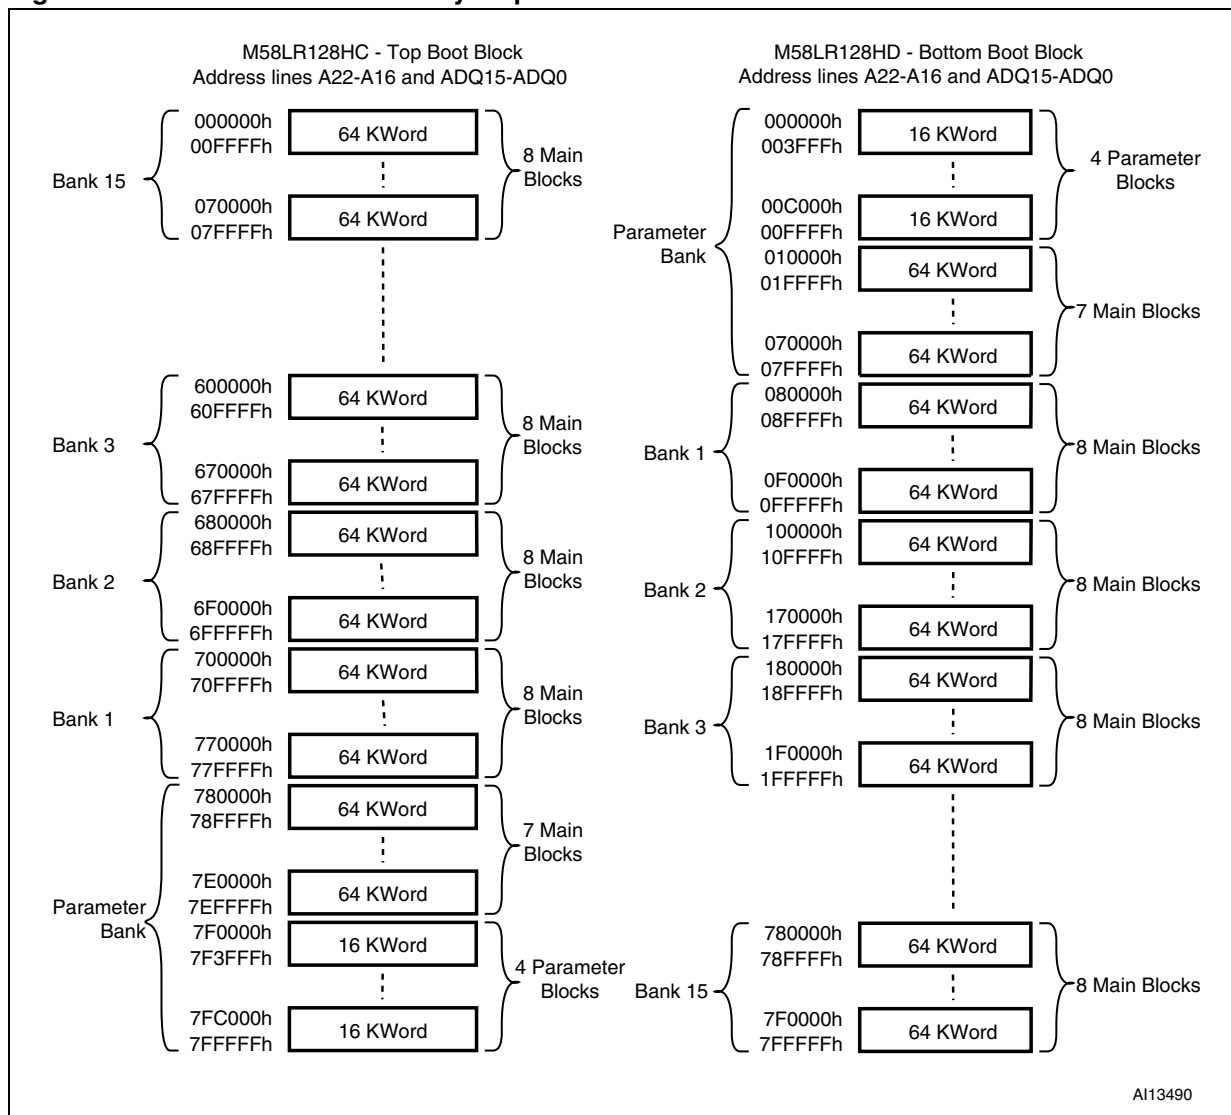 M58LR128HC - Top Boot Block
Address lines A22-A16 and ADQ15-ADQ0
Bank 15
000000h
00FFFFh
64 KWord
070000h
07FFFFh
64 KWord
8 Main
Blocks
Bank 3
600000h
60FFFFh
64 KWord
670000h
67FFFFh
64 KWord
8 Main
Blocks
Bank 2
680000h
68FFFFh
64 KWord
6F0000h
6FFFFFh
64 KWord
8 Main
Blocks
Bank 1
700000h
70FFFFh
64 KWord
770000h
77FFFFh
64 KWord
8 Main
Blocks
Parameter
Bank
780000h
78FFFFh
64 KWord
7E0000h
7EFFFFh
64 KWord
7 Main
Blocks
7F0000h
7F3FFFh
16 KWord
7FC000h
7FFFFFh
16 KWord
4 Parameter
Blocks
M58LR128HD - Bottom Boot Block
Address lines A22-A16 and ADQ15-ADQ0
Parameter
Bank
000000h
003FFFh
16 KWord
00C000h
00FFFFh
16 KWord
4 Parameter
Blocks
010000h
01FFFFh
64 KWord
070000h
07FFFFh
64 KWord
7 Main Blocks
Bank 1
080000h
08FFFFh
64 KWord
0F0000h
0FFFFFh
64 KWord
8 Main Blocks
Bank 2
100000h
10FFFFh
64 KWord
170000h
17FFFFh
64 KWord
8 Main Blocks
Bank 3
180000h
18FFFFh
64 KWord
1F0000h
1FFFFFh
64 KWord
8 Main Blocks
Bank 15
780000h
78FFFFh
64 KWord
7F0000h
7FFFFFh
64 KWord
8 Main Blocks
AI13490